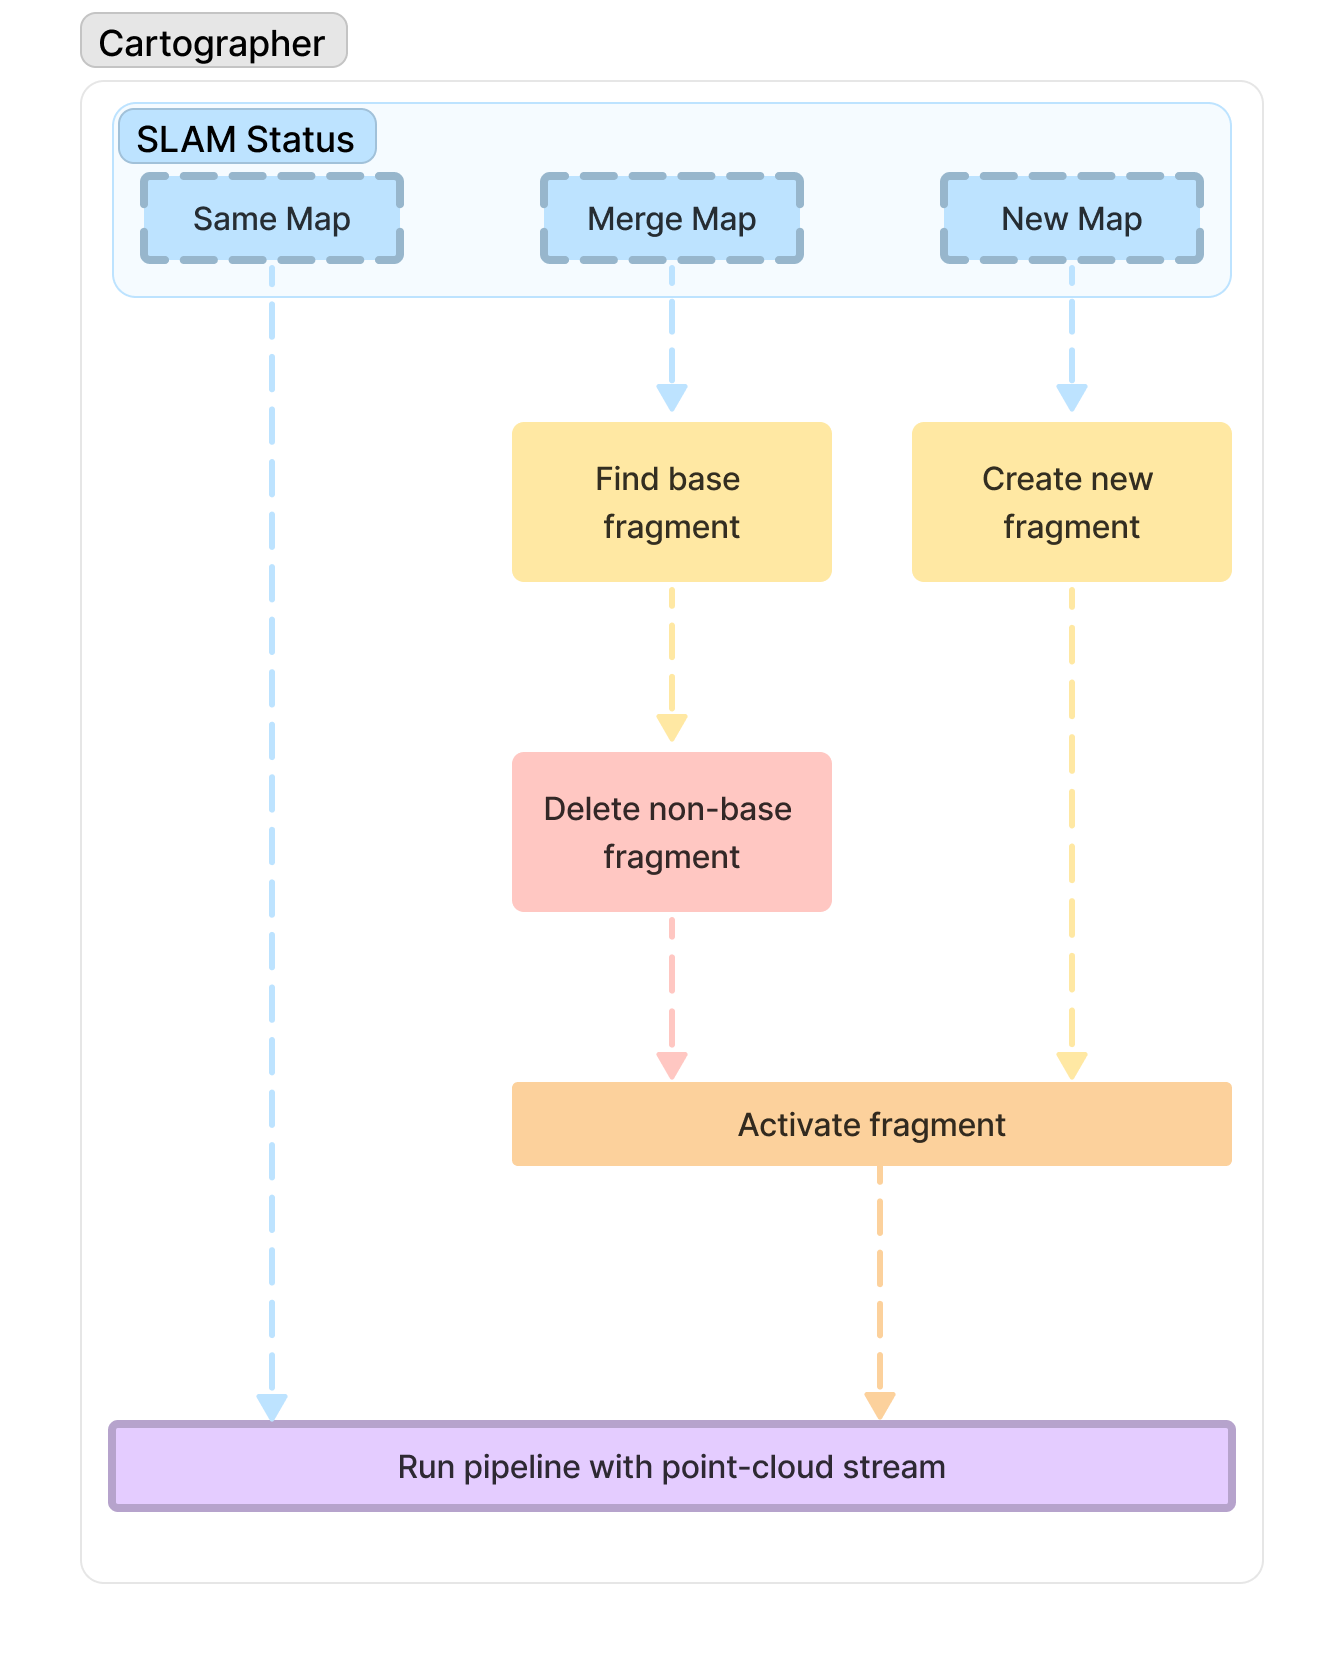 Cartographer
SLAM Status
Same Map
Merge Map
New Map
Find base
fragment
Create new
fragment
Delete non-base
fragment
Activate fragment
Run pipeline with point-cloud stream